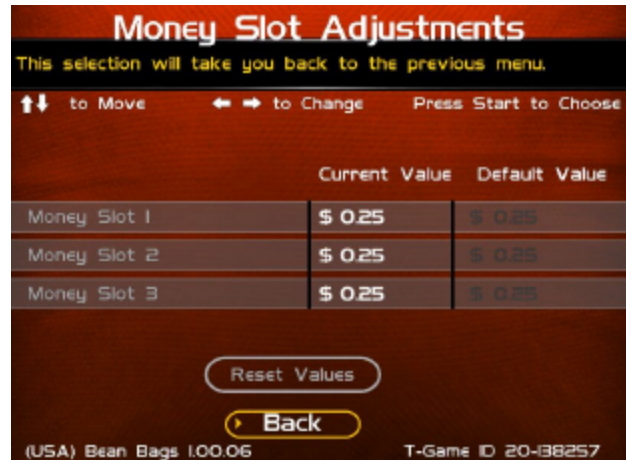 Money Slot Adjustments
This selection will take you back to the previous menu.
to Move to Change Press Start to Choose
Current Value Default Value
Money Slot 1 $ 0.25 $ 0.25
Money Slot 2 $ 0.25 $ 0.25
Money Slot 3 $ 0.25 $ 0.25
Reset Values
Back
(USA) Bean Bags 1.00.06 T-Game ID 20-138257